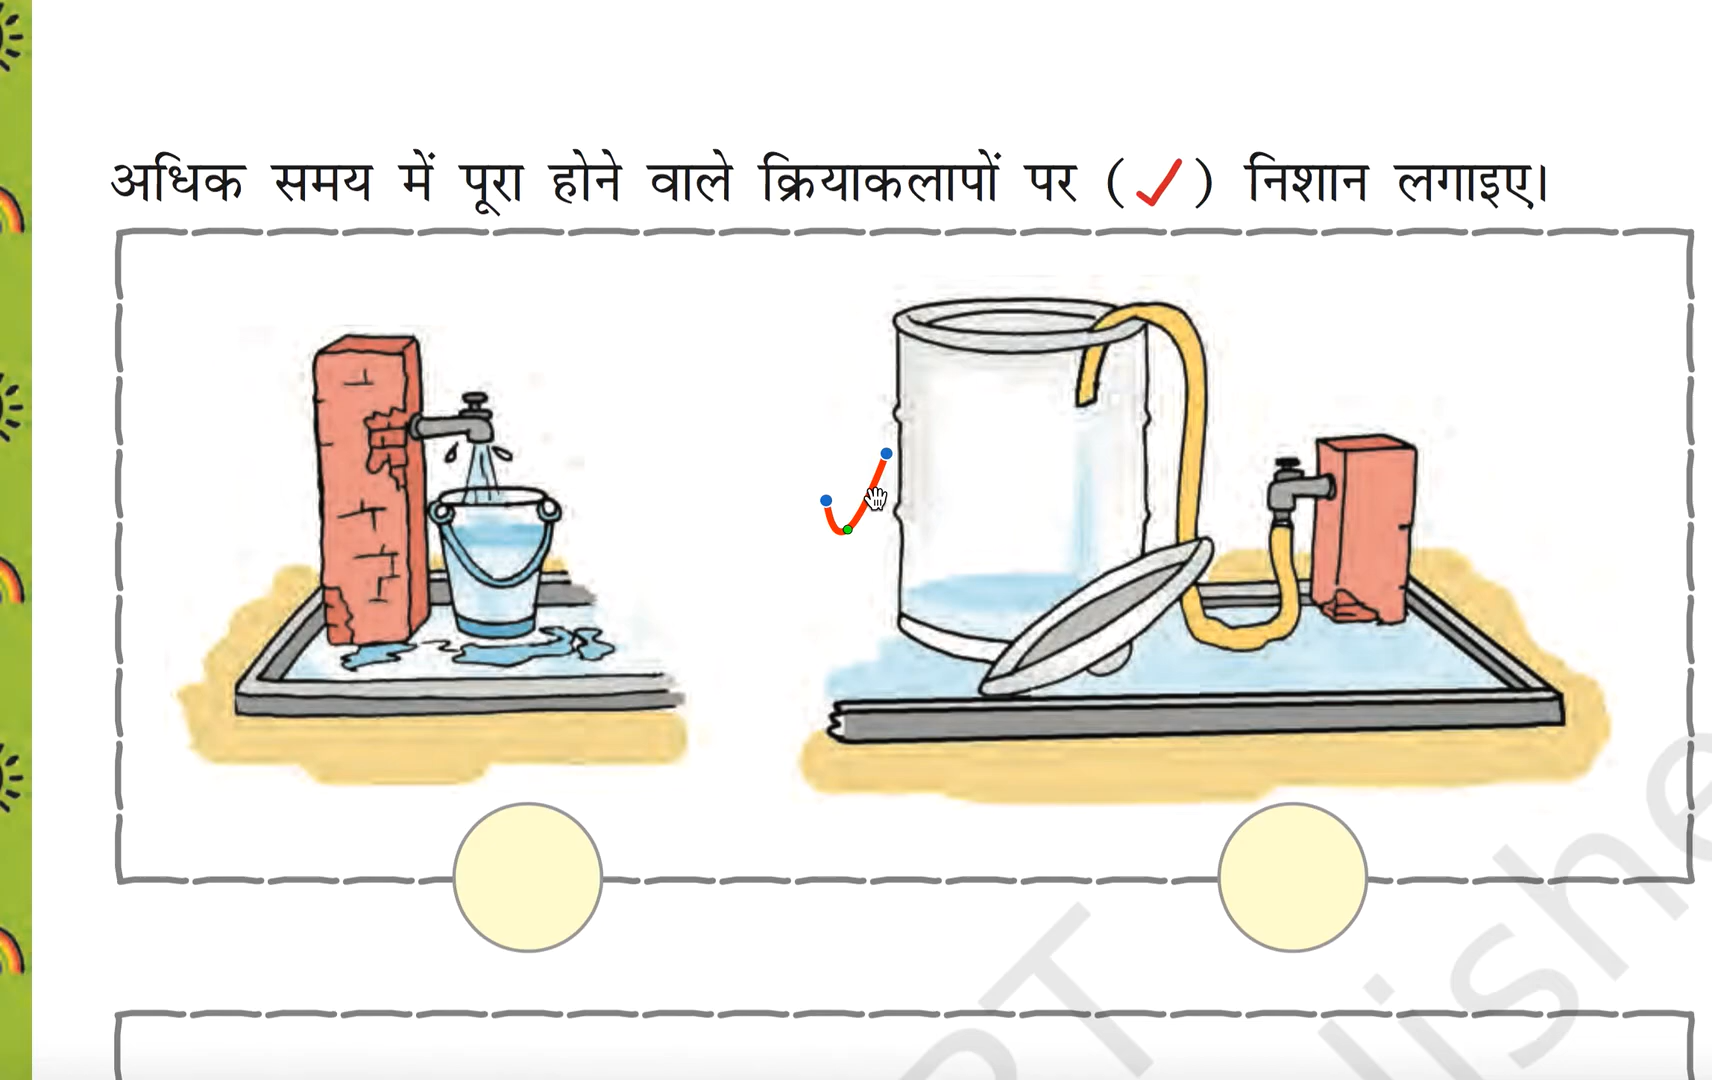 अधिक समय में पूरा होने वाले क्रियाकलापों पर (✓) निशान लगाइए।